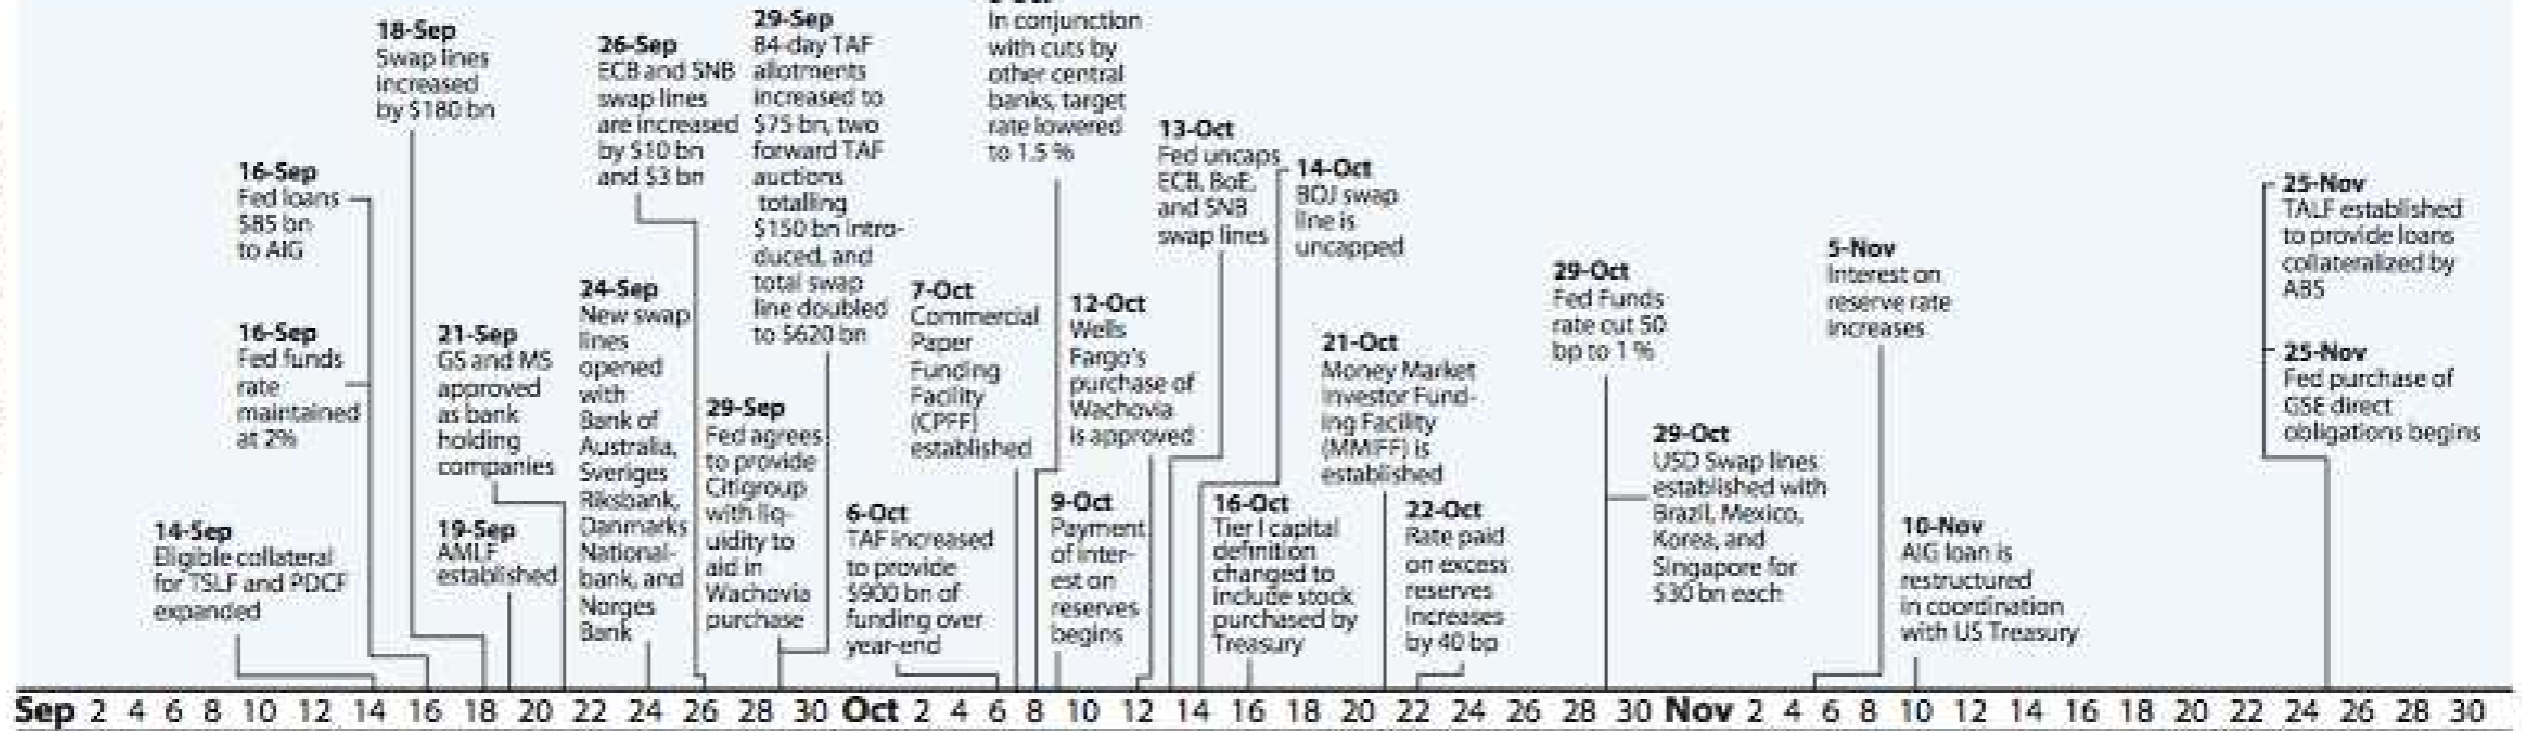 18-Sep
Swap lines
increased
by $180 bn
26-Sep
ECB and SNB
swap lines
are increased
by $10 bn
and $3 bn
29-Sep
84-day TAF
allotments
increased to
$75 bn, two
forward TAF
auctions
totalling
$150 bn intro-
duced, and
total swap
line doubled
to $620 bn
In conjunction
with cuts by
other central
banks, target
rate lowered
to 1.5 %
13-Oct
Fed uncaps
ECB, BoE,
and SNB
swap lines
14-Oct
BOJ swap
line is
uncapped
16-Sep
Fed loans
$85 bn
to AIG
25-Nov
TALF established
to provide loans
collateralized by
ABS
5-Nov
Interest on
reserve rate
increases
29-Oct
Fed Funds
rate cut 50
bp to 1 %
24-Sep
New swap
lines
opened
with
Bank of
Australia,
Sveriges
Riksbank,
Danmarks
National-
bank, and
Norges
Bank
7-Oct
Commercial
Paper
Funding
Facility
(CPFF)
established
12-Oct
Wells
Fargo's
purchase of
Wachovia
is approved
16-Sep
Fed funds
rate
maintained
at 2%
21-Sep
GS and MS
approved
as bank
holding
companies
21-Oct
Money Market
Investor Fund-
ing Facility
(MMIFF) is
established
25-Nov
Fed purchase of
GSE direct
obligations begins
29-Sep
Fed agrees
to provide
Citigroup
with liq-
uidity to
aid in
Wachovia
purchase
29-Oct
USD Swap lines
established with
Brazil, Mexico,
Korea, and
Singapore for
$30 bn each
14-Sep
Eligible collateral
for TSLF and PDCF
expanded
19-Sep
AMLF
established
6-Oct
TAF increased
to provide
$900 bn of
funding over
year-end
9-Oct
Payment
of inter-
est on
reserves
begins
16-Oct
Tier I capital
definition
changed to
include stock
purchased by
Treasury
22-Oct
Rate paid
on excess
reserves
increases
by 40 bp
10-Nov
AIG loan is
restructured
in coordination
with US Treasury
Sep 2 4 6 8 10 12 14 16 18 20 22 24 26 28 30 Oct 2 4 6 8 10 12 14 16 18 20 22 24 26 28 30 Nov 2 4 6 8 10 12 14 16 18 20 22 24 26 28 30